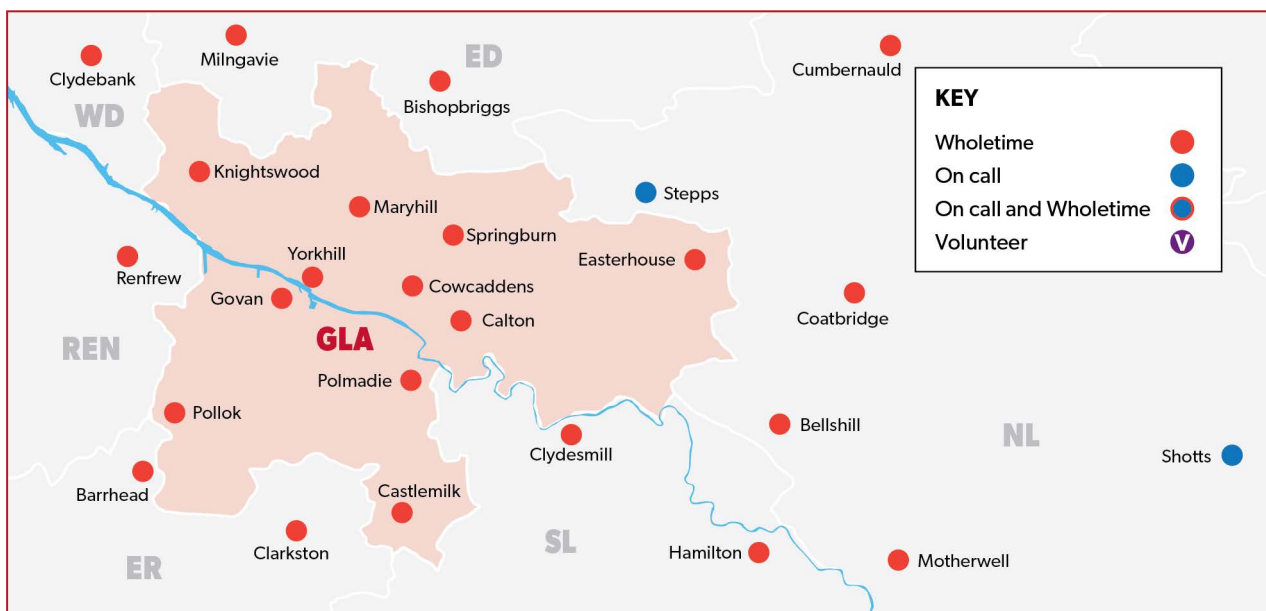 Milngavie
ED
Clydebank
Cumbernauld
Bishopbriggs
WD
KEY
Wholetime
On call
On call and Wholetime
Volunteer
V
Knightswood
Stepps
Maryhill
Springburn
Yorkhill
Easterhouse
Renfrew
Govan
Cowcaddens
Coatbridge
Calton
GLA
REN
Polmadie
Pollok
Bellshill
NL
Clydesmill
Shotts
Barrhead
Castlemilk
Clarkston
SL
Hamilton
Motherwell
ER